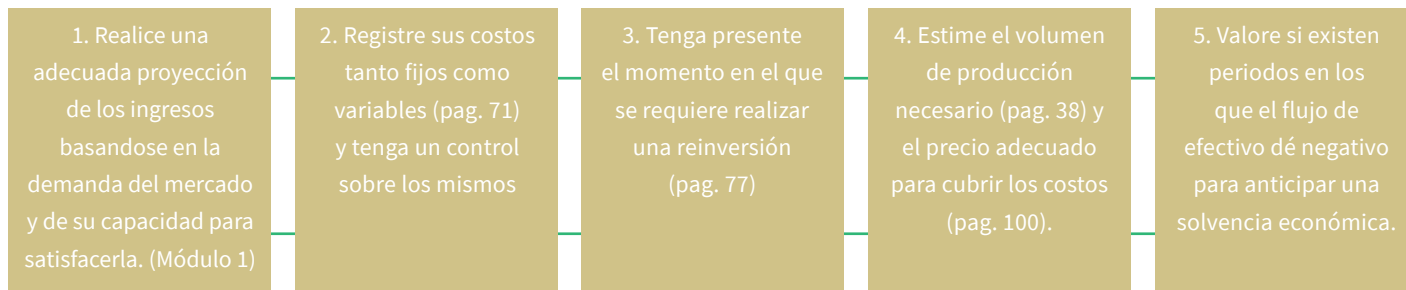 1. Realice una
adecuada proyección
de los ingresos
basandose en la
demanda del mercado
y de su capacidad para
satisfacerla. (Módulo 1)
2. Registre sus costos
tanto fijos como
variables (pag. 71)
y tenga un control
sobre los mismos
3. Tenga presente
el momento en el que
se requiere realizar
una reinversión
(pag. 77)
4. Estime el volumen
de producción
necesario (pag. 38) y
el precio adecuado
para cubrir los costos
(pag. 100).
5. Valore si existen
periodos en los
que el flujo de
efectivo dé negativo
para anticipar una
solvencia económica.